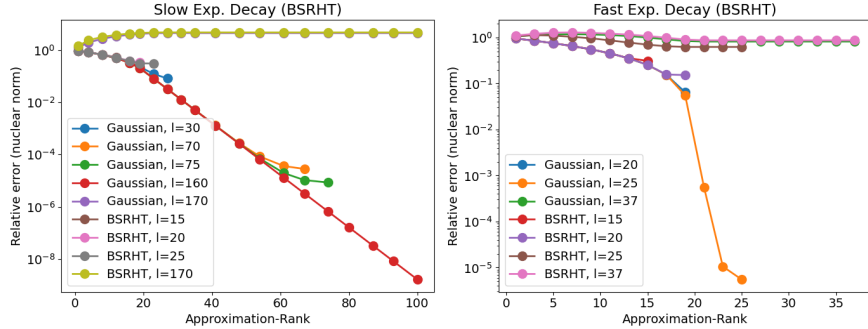 Slow Exp. Decay (BSRHT)
Relative error (nuclear norm)
10^0
10^-2
10^-4
10^-6
10^-8
Gaussian, l=30
Gaussian, l=70
Gaussian, l=75
Gaussian, l=160
Gaussian, l=170
BSRHT, l=15
BSRHT, l=20
BSRHT, l=25
BSRHT, l=170
0 20 40 60 80 100
Approximation-Rank
Fast Exp. Decay (BSRHT)
Relative error (nuclear norm)
10^0
10^-1
10^-2
10^-3
10^-4
10^-5
Gaussian, l=20
Gaussian, l=25
Gaussian, l=37
BSRHT, l=15
BSRHT, l=20
BSRHT, l=25
BSRHT, l=37
0 5 10 15 20 25 30 35
Approximation-Rank